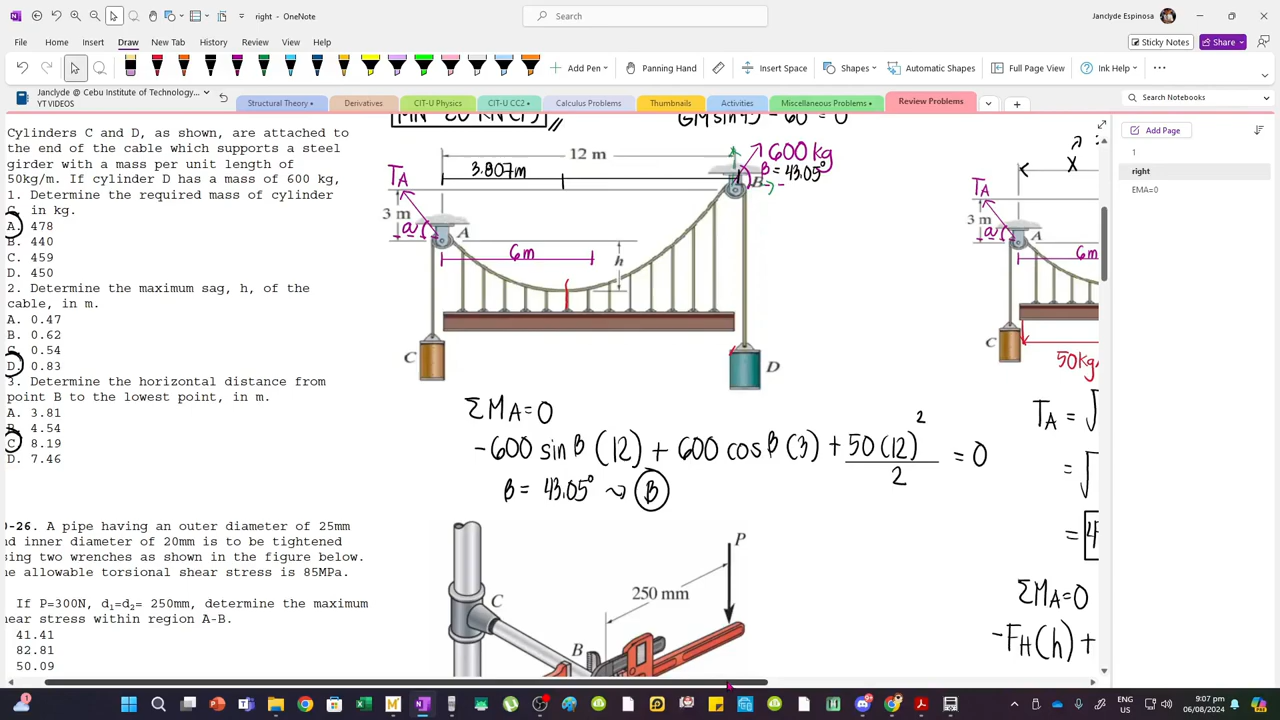 right - OneNote
Search
Janclyde Espinosa
File Home Insert Draw New Tab History Review View Help
Sticky Notes Share
Add Pen Panning Hand Insert Space Shapes Automatic Shapes Full Page View Ink Help
Janclyde @ Cebu Institute of Technology...
YT VIDEOS
Structural Theory Derivatives CIT-U Physics CIT-U CC2 Calculus Problems Thumbnails Activities Miscellaneous Problems Review Problems
Search Notebooks
Add Page
1
right
EMA=0
Cylinders C and D, as shown, are attached to
the end of the cable which supports a steel
girder with a mass per unit length of
50kg/m. If cylinder D has a mass of 600 kg,
1. Determine the required mass of cylinder
C, in kg.
A. 478
B. 440
C. 459
D. 450
2. Determine the maximum sag, h, of the
cable, in m.
A. 0.47
B. 0.62
C. 0.54
D. 0.83
3. Determine the horizontal distance from
point B to the lowest point, in m.
A. 3.81
B. 4.54
C. 8.19
D. 7.46
12 m
3.807m
600 kg
β = 43.05°
B
TA
3 m
A
6m
h
C
D
ΣMA=0
-600 sin β (12) + 600 cos β (3) + 50(12)²/2 = 0
β = 43.05° ⇝ B
x
TA
3 m
A
6m
C
50kg
TA = √
= √
=
ΣMA=0
-FH(h) +
0-26. A pipe having an outer diameter of 25mm
nd inner diameter of 20mm is to be tightened
sing two wrenches as shown in the figure below.
he allowable torsional shear stress is 85MPa.
If P=300N, d₁=d₂= 250mm, determine the maximum
hear stress within region A-B.
41.41
82.81
50.09
P
250 mm
C
B
ENG
US
9:07 pm
06/08/2024